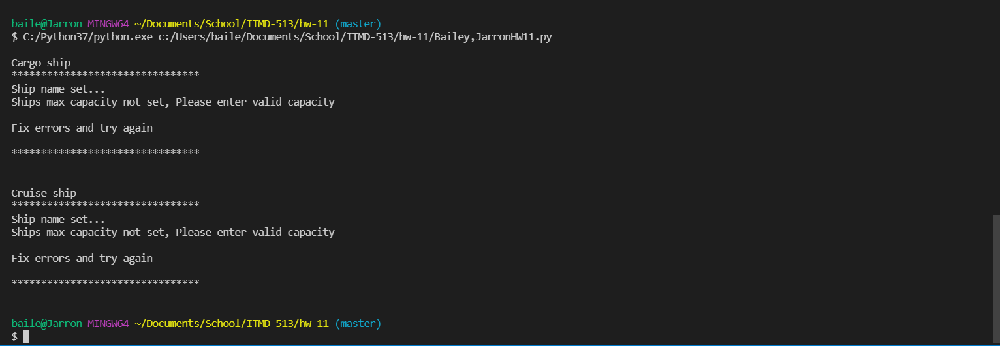 baile@Jarron MINGW64 ~/Documents/School/ITMD-513/hw-11 (master)
$ C:/Python37/python.exe c:/Users/baile/Documents/School/ITMD-513/hw-11/Bailey,JarronHW11.py
Cargo ship
********************************
Ship name set...
Ships max capacity not set, Please enter valid capacity
Fix errors and try again
********************************
Cruise ship
********************************
Ship name set...
Ships max capacity not set, Please enter valid capacity
Fix errors and try again
********************************
baile@Jarron MINGW64 ~/Documents/School/ITMD-513/hw-11 (master)
$